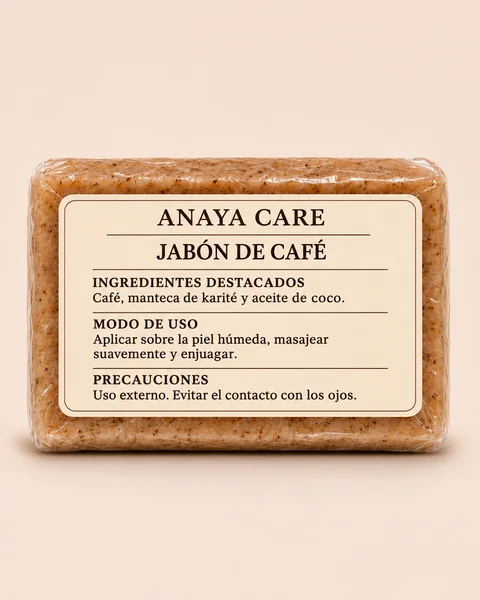 ANAYA CARE
JABÓN DE CAFÉ
INGREDIENTES DESTACADOS
Café, manteca de karité y aceite de coco.
MODO DE USO
Aplicar sobre la piel húmeda, masajear
suavemente y enjuagar.
PRECAUCIONES
Uso externo. Evitar el contacto con los ojos.